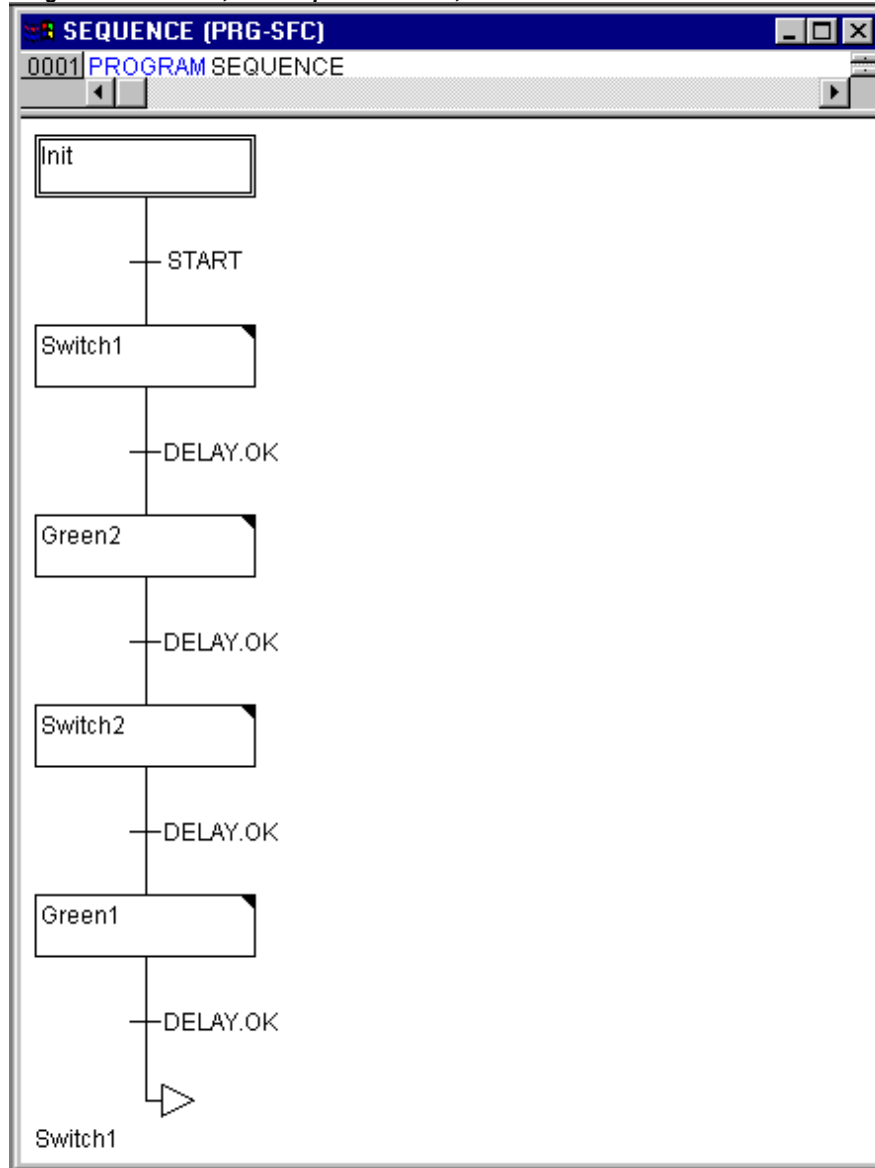 SEQUENCE (PRG-SFC)
0001 PROGRAM SEQUENCE
Init
START
Switch1
DELAY.OK
Green2
DELAY.OK
Switch2
DELAY.OK
Green1
DELAY.OK
Switch1